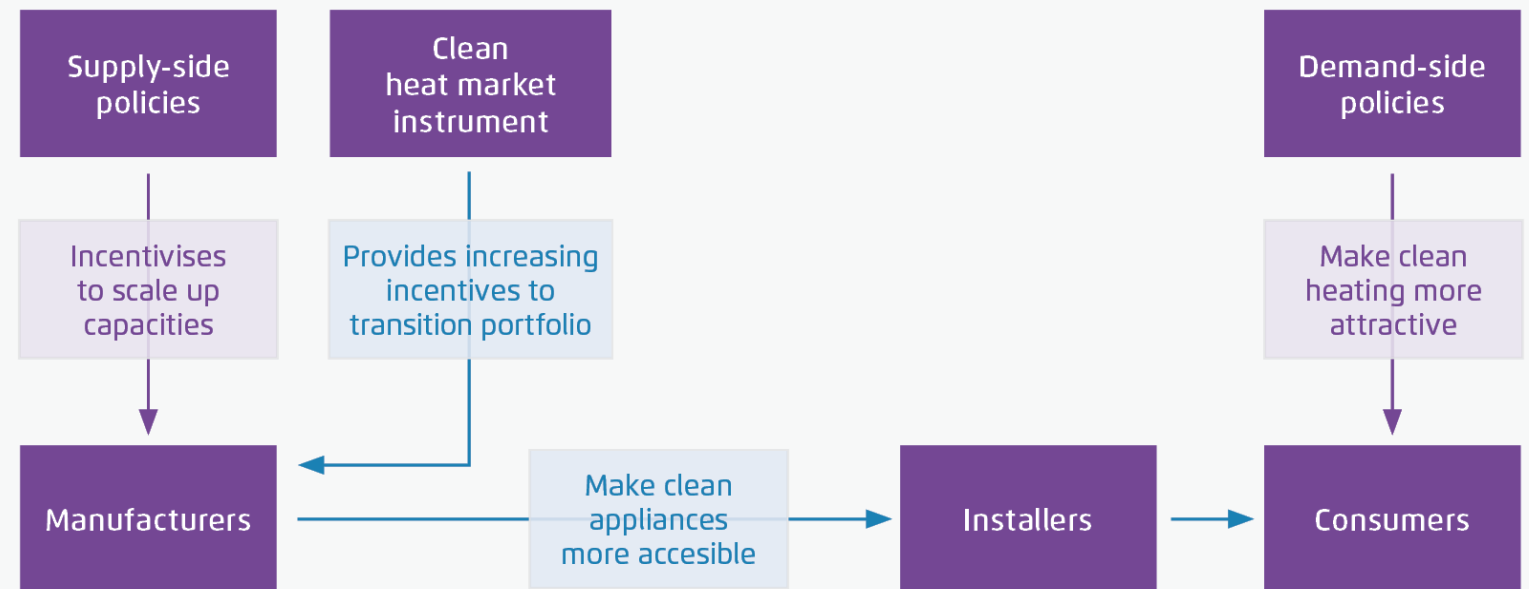 Supply-side
policies
Clean
heat market
instrument
Demand-side
policies
Incentivises
to scale up
capacities
Provides increasing
incentives to
transition portfolio
Make clean
heating more
attractive
Manufacturers
Make clean
appliances
more accesible
Installers
Consumers